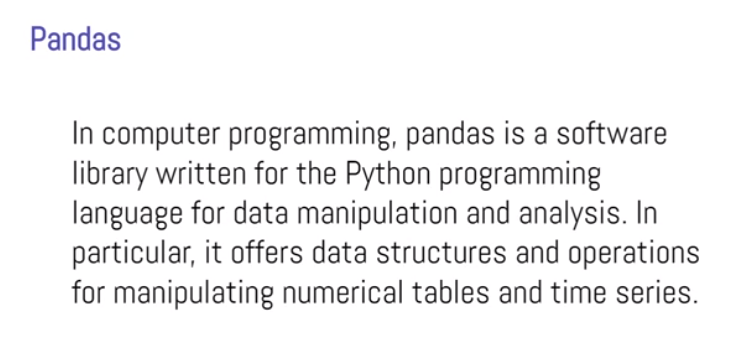 Pandas
In computer programming, pandas is a software
library written for the Python programming
language for data manipulation and analysis. In
particular, it offers data structures and operations
for manipulating numerical tables and time series.